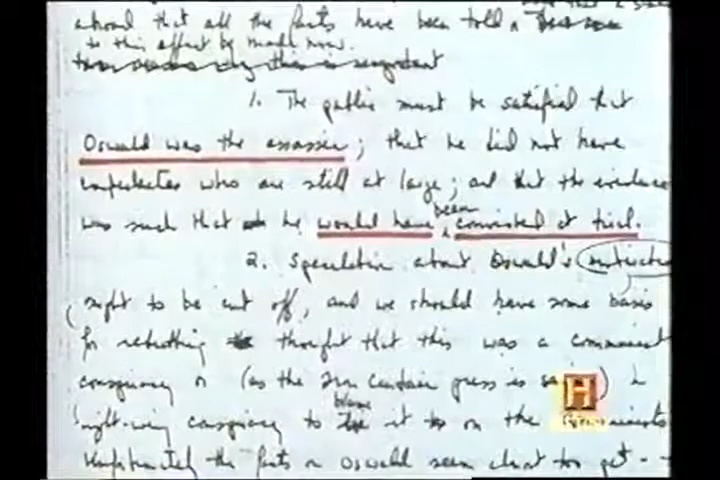 abroad that all the facts have been told,
to this effect be made now.
1. The public must be satisfied that
Oswald was the assassin; that he did not have
confederates who are still at large; and that the evidence
was such that he would have been convicted at trial.
2. Speculation about Oswald's motivation
ought to be cut off, and we should have some basis
for rebutting thought that this was a communist
conspiracy or (as the Iron Curtain press is sa ) a
right-wing conspiracy to blame it on the
Unfortunately the facts on Oswald seem about too pat-
H